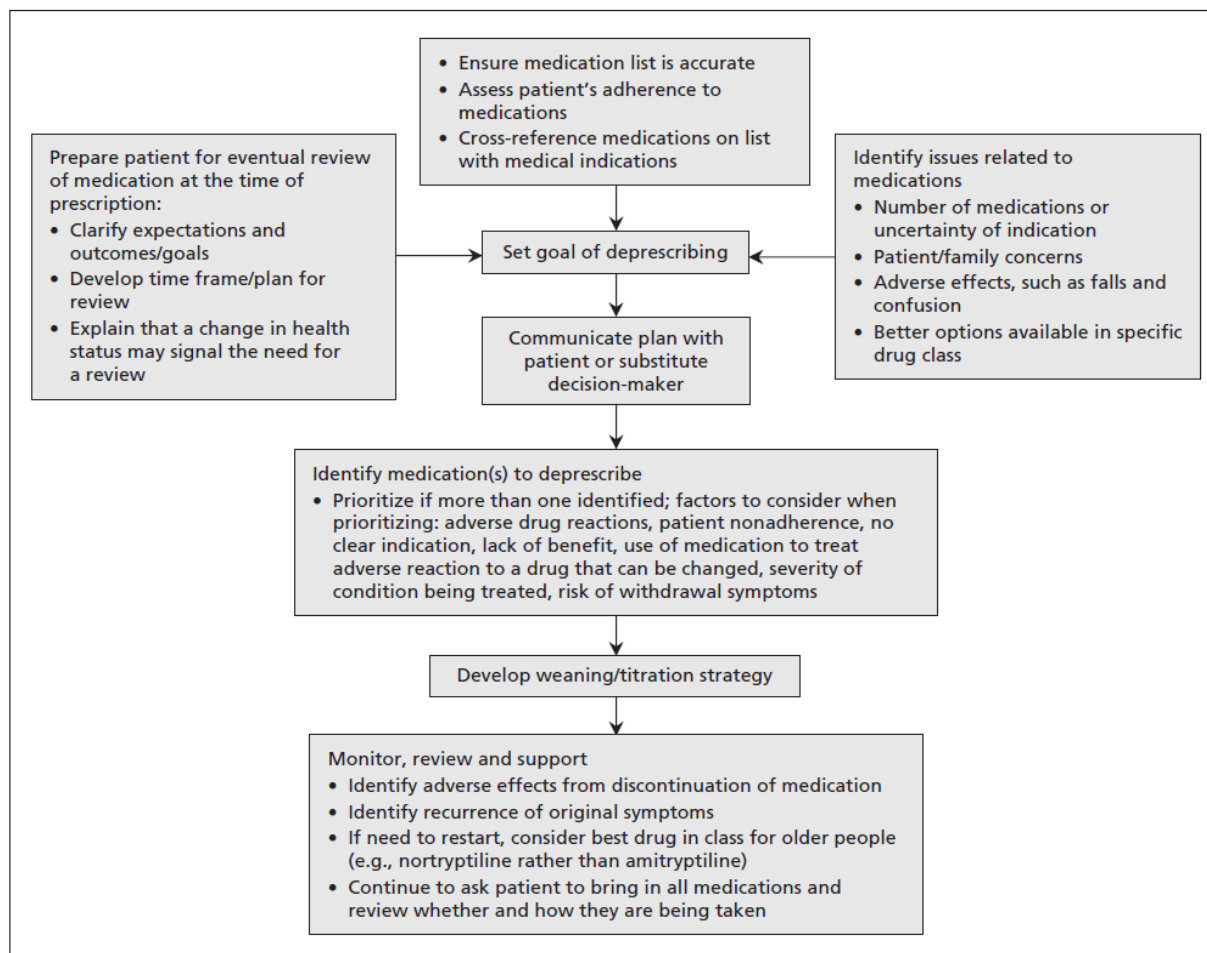 • Ensure medication list is accurate
• Assess patient’s adherence to
medications
• Cross-reference medications on list
with medical indications
Prepare patient for eventual review
of medication at the time of
prescription:
• Clarify expectations and
outcomes/goals
• Develop time frame/plan for
review
• Explain that a change in health
status may signal the need for
a review
Identify issues related to
medications
• Number of medications or
uncertainty of indication
• Patient/family concerns
• Adverse effects, such as falls and
confusion
• Better options available in specific
drug class
Set goal of deprescribing
Communicate plan with
patient or substitute
decision-maker
Identify medication(s) to deprescribe
• Prioritize if more than one identified; factors to consider when
prioritizing: adverse drug reactions, patient nonadherence, no
clear indication, lack of benefit, use of medication to treat
adverse reaction to a drug that can be changed, severity of
condition being treated, risk of withdrawal symptoms
Develop weaning/titration strategy
Monitor, review and support
• Identify adverse effects from discontinuation of medication
• Identify recurrence of original symptoms
• If need to restart, consider best drug in class for older people
(e.g., nortryptiline rather than amitryptiline)
• Continue to ask patient to bring in all medications and
review whether and how they are being taken